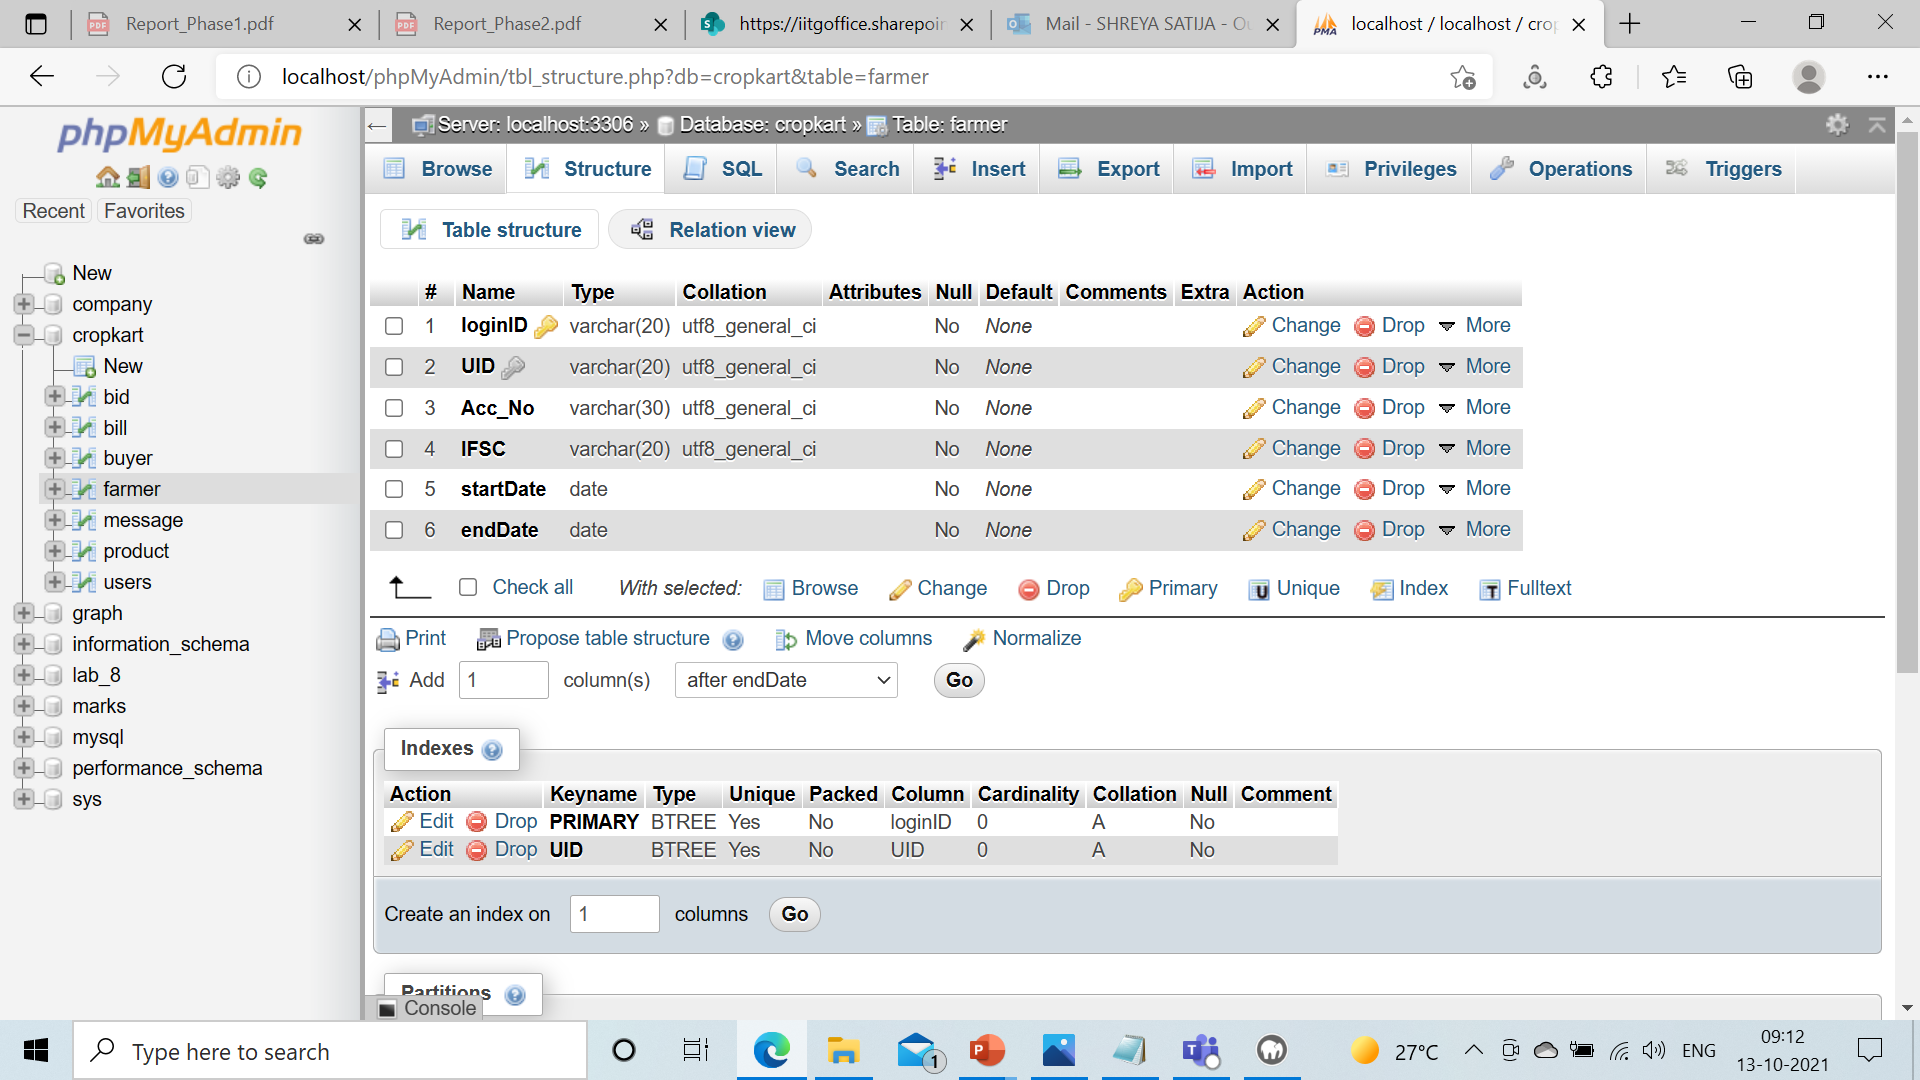 Report_Phase1.pdf Report_Phase2.pdf https://iitgoffice.sharepoin Mail - SHREYA SATIJA - Ou localhost / localhost / crop
localhost/phpMyAdmin/tbl_structure.php?db=cropkart&table=farmer
phpMyAdmin
Recent Favorites
New
company
cropkart
New
bid
bill
buyer
farmer
message
product
users
graph
information_schema
lab_8
marks
mysql
performance_schema
sys
Server: localhost:3306 » Database: cropkart » Table: farmer
Browse Structure SQL Search Insert Export Import Privileges Operations Triggers
Table structure Relation view
# Name Type Collation Attributes Null Default Comments Extra Action
1 loginID varchar(20) utf8_general_ci No None Change Drop More
2 UID varchar(20) utf8_general_ci No None Change Drop More
3 Acc_No varchar(30) utf8_general_ci No None Change Drop More
4 IFSC varchar(20) utf8_general_ci No None Change Drop More
5 startDate date No None Change Drop More
6 endDate date No None Change Drop More
Check all With selected: Browse Change Drop Primary Unique Index Fulltext
Print Propose table structure Move columns Normalize
Add 1 column(s) after endDate Go
Indexes
Action Keyname Type Unique Packed Column Cardinality Collation Null Comment
Edit Drop PRIMARY BTREE Yes No loginID 0 A No
Edit Drop UID BTREE Yes No UID 0 A No
Create an index on 1 columns Go
Partitions
Console
Type here to search
1
27°C
ENG
09:12
13-10-2021